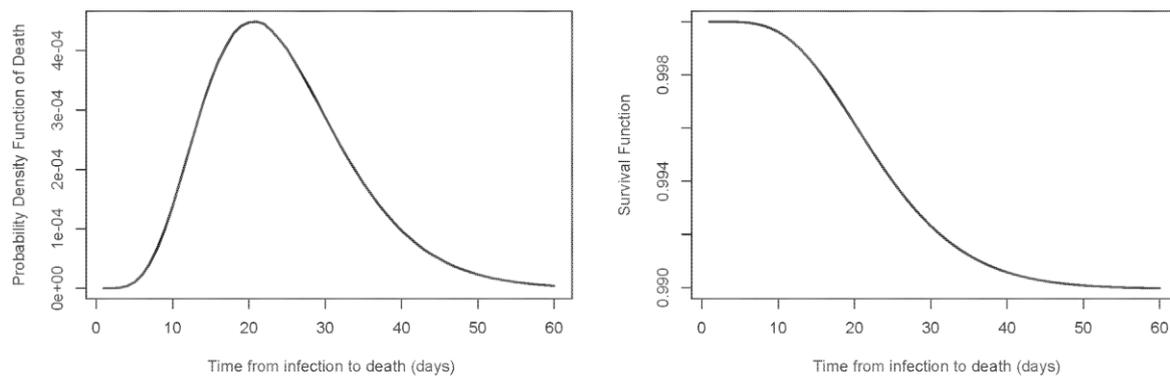 Probability Density Function of Death
4e-04
3e-04
2e-04
1e-04
0e+00
0 10 20 30 40 50 60
Time from infection to death (days)
Survival Function
0.998
0.994
0.990
0 10 20 30 40 50 60
Time from infection to death (days)